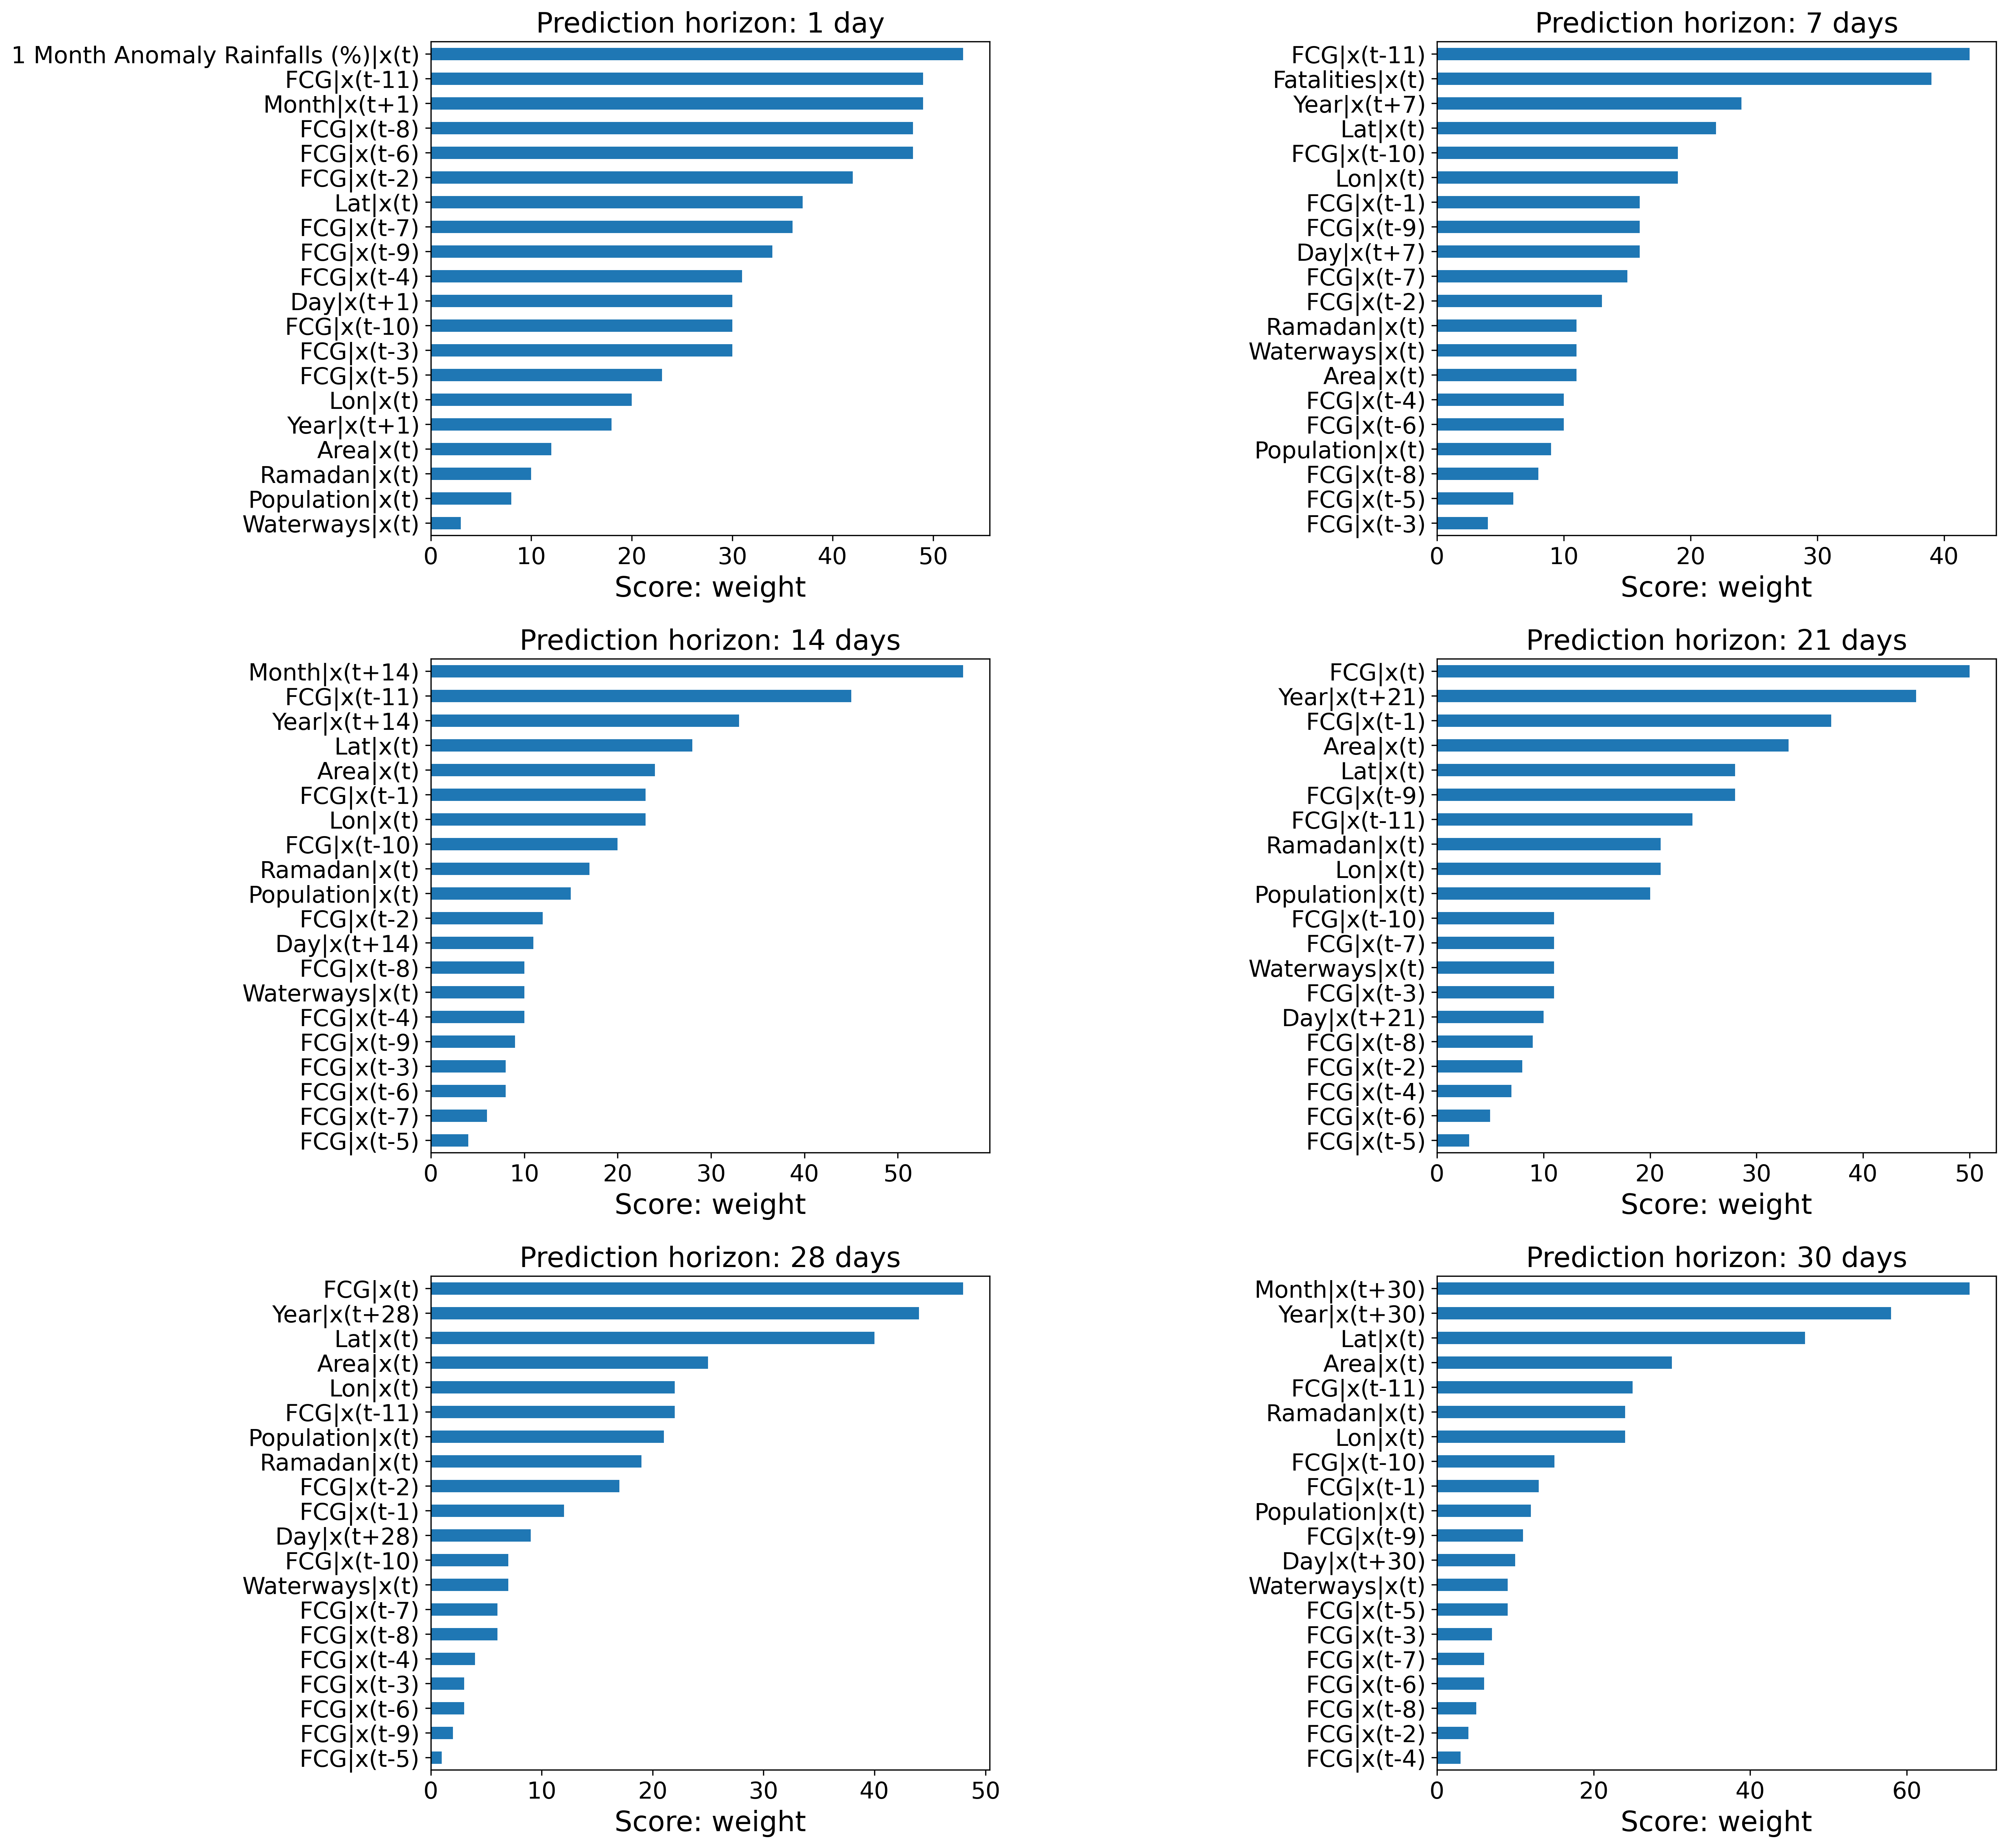 Prediction horizon: 1 day
1 Month Anomaly Rainfalls (%)|x(t)
FCG|x(t-11)
Month|x(t+1)
FCG|x(t-8)
FCG|x(t-6)
FCG|x(t-2)
Lat|x(t)
FCG|x(t-7)
FCG|x(t-9)
FCG|x(t-4)
Day|x(t+1)
FCG|x(t-10)
FCG|x(t-3)
FCG|x(t-5)
Lon|x(t)
Year|x(t+1)
Area|x(t)
Ramadan|x(t)
Population|x(t)
Waterways|x(t)
0 10 20 30 40 50
Score: weight
Prediction horizon: 7 days
FCG|x(t-11)
Fatalities|x(t)
Year|x(t+7)
Lat|x(t)
FCG|x(t-10)
Lon|x(t)
FCG|x(t-1)
FCG|x(t-9)
Day|x(t+7)
FCG|x(t-7)
FCG|x(t-2)
Ramadan|x(t)
Waterways|x(t)
Area|x(t)
FCG|x(t-4)
FCG|x(t-6)
Population|x(t)
FCG|x(t-8)
FCG|x(t-5)
FCG|x(t-3)
0 10 20 30 40
Score: weight
Prediction horizon: 14 days
Month|x(t+14)
FCG|x(t-11)
Year|x(t+14)
Lat|x(t)
Area|x(t)
FCG|x(t-1)
Lon|x(t)
FCG|x(t-10)
Ramadan|x(t)
Population|x(t)
FCG|x(t-2)
Day|x(t+14)
FCG|x(t-8)
Waterways|x(t)
FCG|x(t-4)
FCG|x(t-9)
FCG|x(t-3)
FCG|x(t-6)
FCG|x(t-7)
FCG|x(t-5)
0 10 20 30 40 50
Score: weight
Prediction horizon: 21 days
FCG|x(t)
Year|x(t+21)
FCG|x(t-1)
Area|x(t)
Lat|x(t)
FCG|x(t-9)
FCG|x(t-11)
Ramadan|x(t)
Lon|x(t)
Population|x(t)
FCG|x(t-10)
FCG|x(t-7)
Waterways|x(t)
FCG|x(t-3)
Day|x(t+21)
FCG|x(t-8)
FCG|x(t-2)
FCG|x(t-4)
FCG|x(t-6)
FCG|x(t-5)
0 10 20 30 40 50
Score: weight
Prediction horizon: 28 days
FCG|x(t)
Year|x(t+28)
Lat|x(t)
Area|x(t)
Lon|x(t)
FCG|x(t-11)
Population|x(t)
Ramadan|x(t)
FCG|x(t-2)
FCG|x(t-1)
Day|x(t+28)
FCG|x(t-10)
Waterways|x(t)
FCG|x(t-7)
FCG|x(t-8)
FCG|x(t-4)
FCG|x(t-3)
FCG|x(t-6)
FCG|x(t-9)
FCG|x(t-5)
0 10 20 30 40 50
Score: weight
Prediction horizon: 30 days
Month|x(t+30)
Year|x(t+30)
Lat|x(t)
Area|x(t)
FCG|x(t-11)
Ramadan|x(t)
Lon|x(t)
FCG|x(t-10)
FCG|x(t-1)
Population|x(t)
FCG|x(t-9)
Day|x(t+30)
Waterways|x(t)
FCG|x(t-5)
FCG|x(t-3)
FCG|x(t-7)
FCG|x(t-6)
FCG|x(t-8)
FCG|x(t-2)
FCG|x(t-4)
0 20 40 60
Score: weight